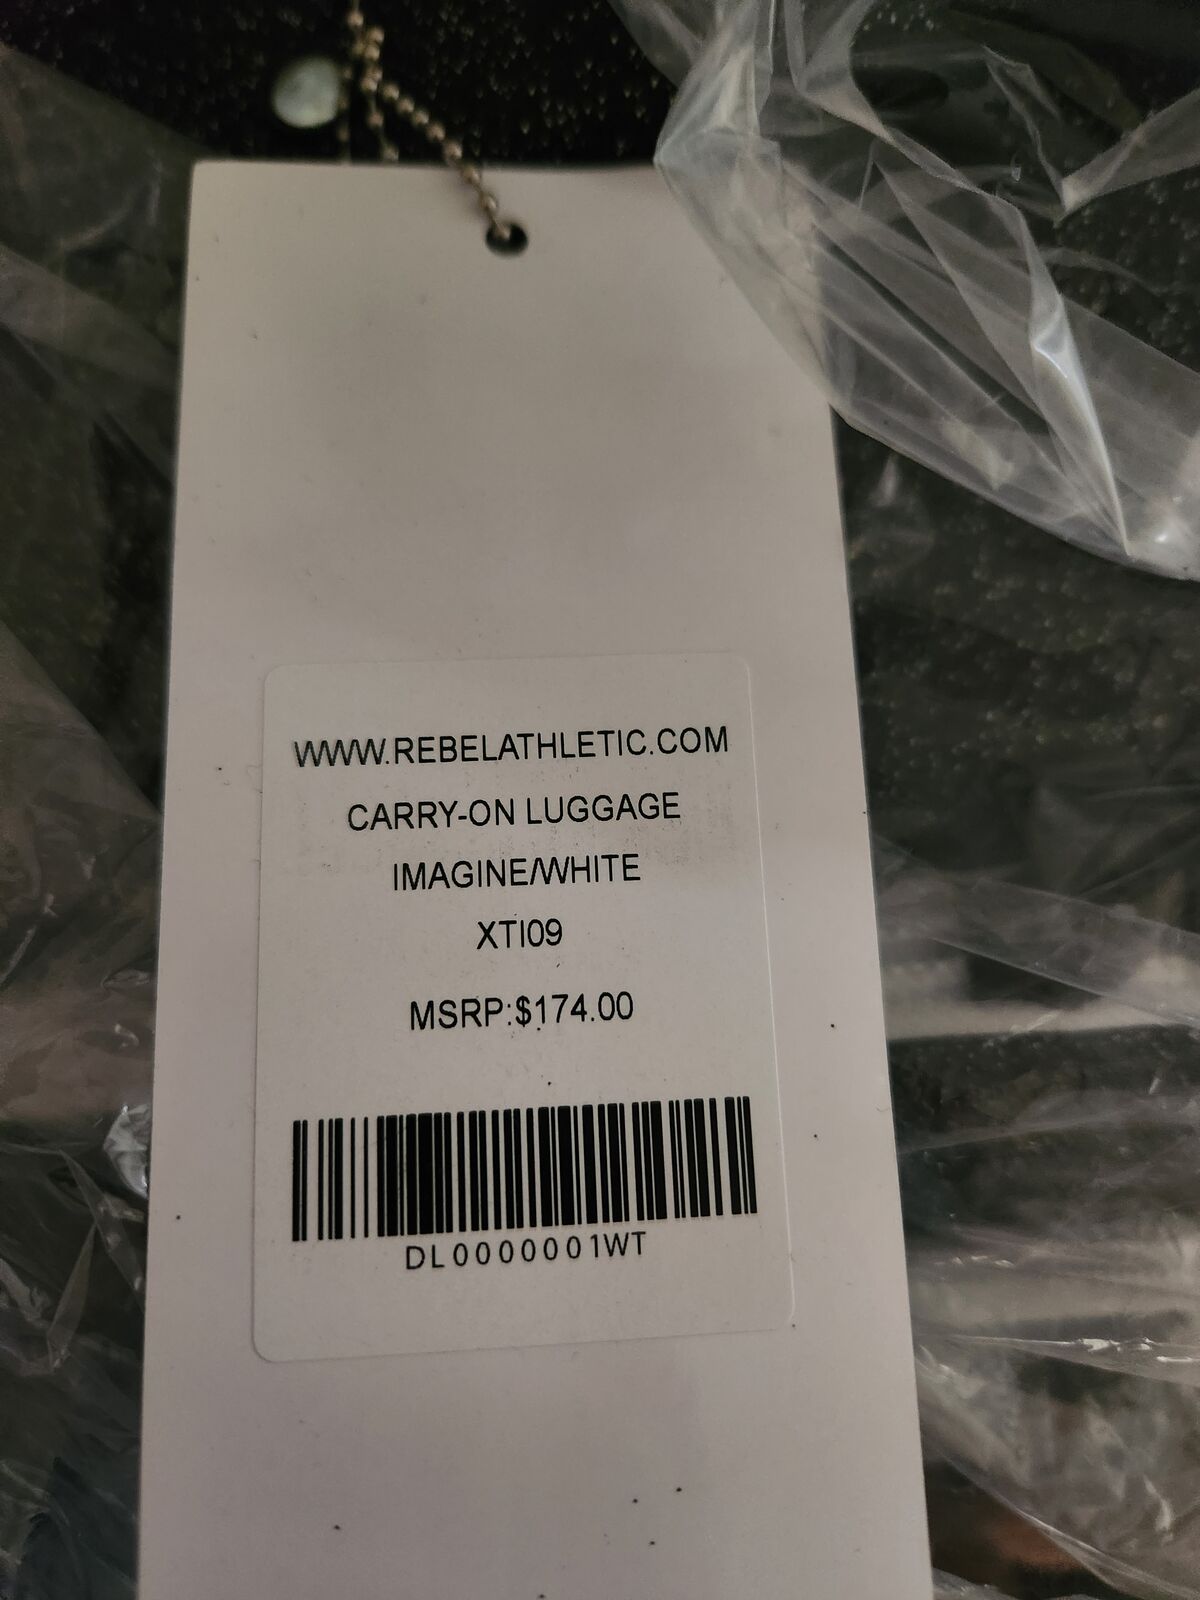 WWW.REBELATHLETIC.COM
CARRY-ON LUGGAGE
IMAGINE/WHITE
XTI09
MSRP:$174.00
DL0000001WT